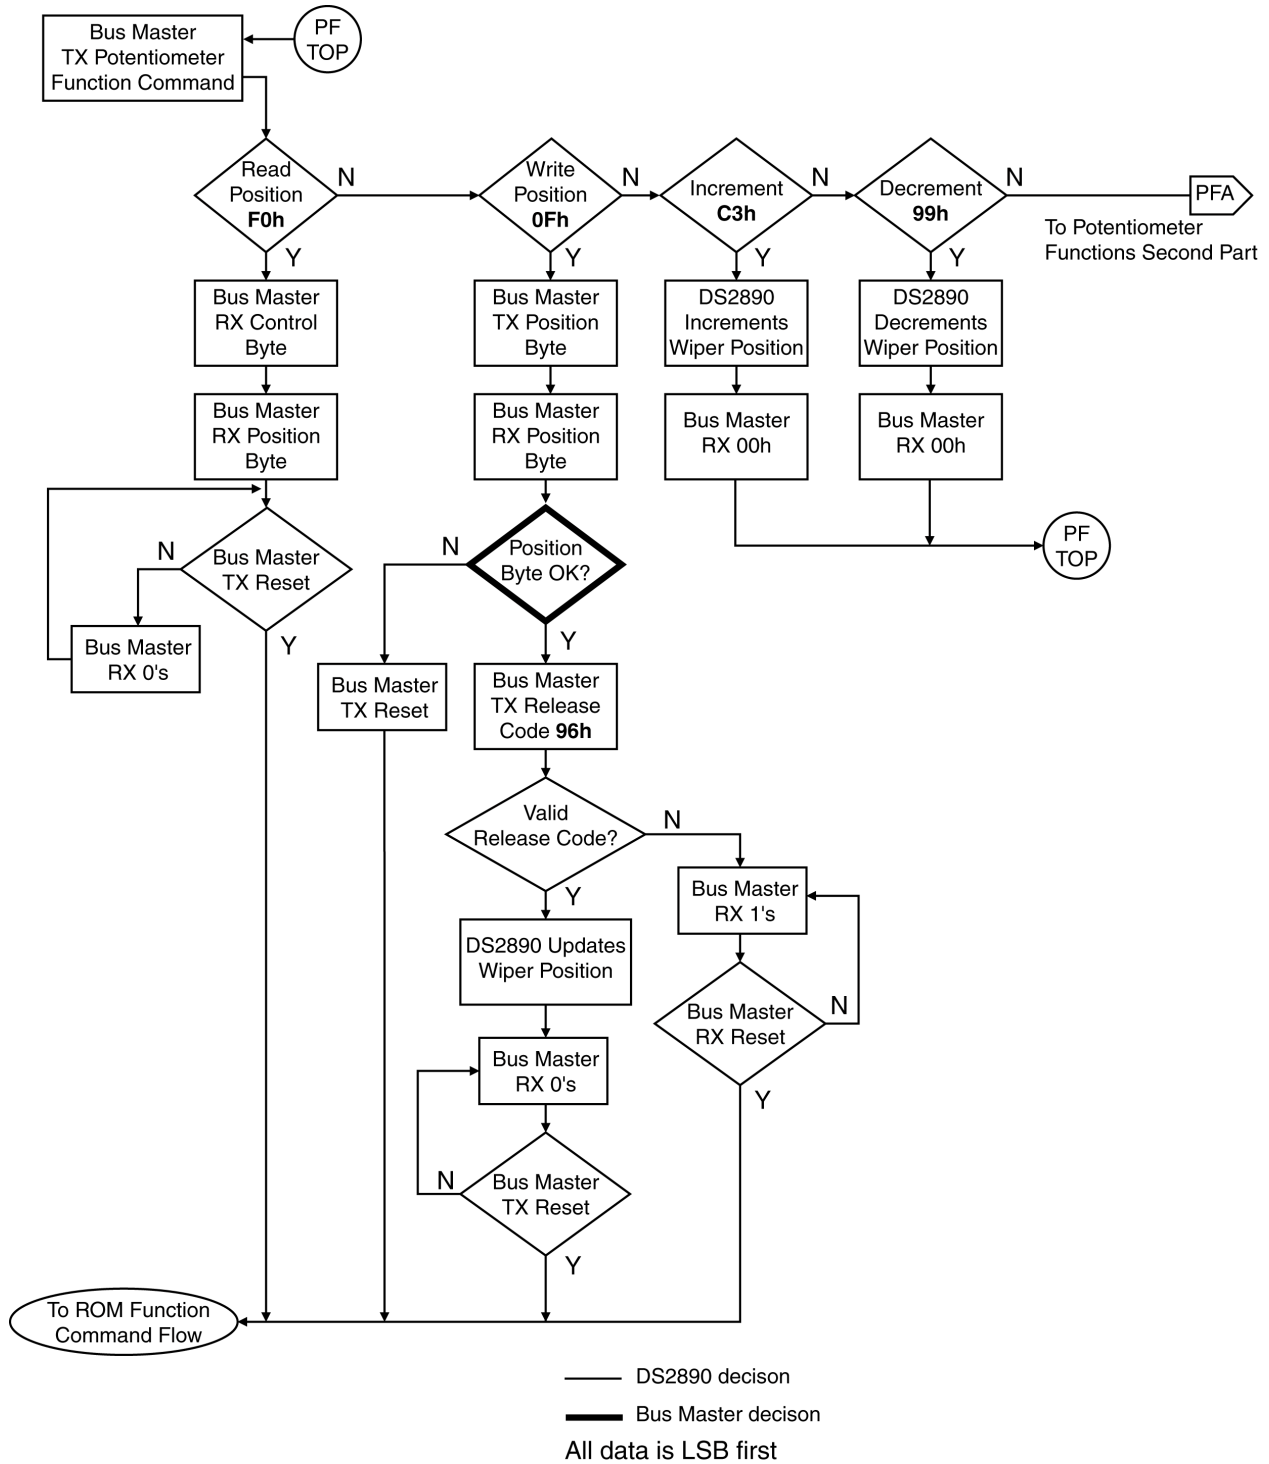 Bus Master
TX Potentiometer
Function Command
PF
TOP
Read
Position
F0h
N
Y
Write
Position
0Fh
N
Y
Increment
C3h
N
Y
Decrement
99h
N
Y
PFA
To Potentiometer
Functions Second Part
Bus Master
RX Control
Byte
Bus Master
TX Position
Byte
DS2890
Increments
Wiper Position
DS2890
Decrements
Wiper Position
Bus Master
RX Position
Byte
Bus Master
RX Position
Byte
Bus Master
RX 00h
Bus Master
RX 00h
PF
TOP
N
Bus Master
TX Reset
Y
Bus Master
RX 0's
N
Position
Byte OK?
Y
Bus Master
TX Reset
Bus Master
TX Release
Code 96h
Valid
Release Code?
N
Y
Bus Master
RX 1's
DS2890 Updates
Wiper Position
Bus Master
RX Reset
N
Y
Bus Master
RX 0's
N
Bus Master
TX Reset
Y
To ROM Function
Command Flow
DS2890 decison
Bus Master decison
All data is LSB first